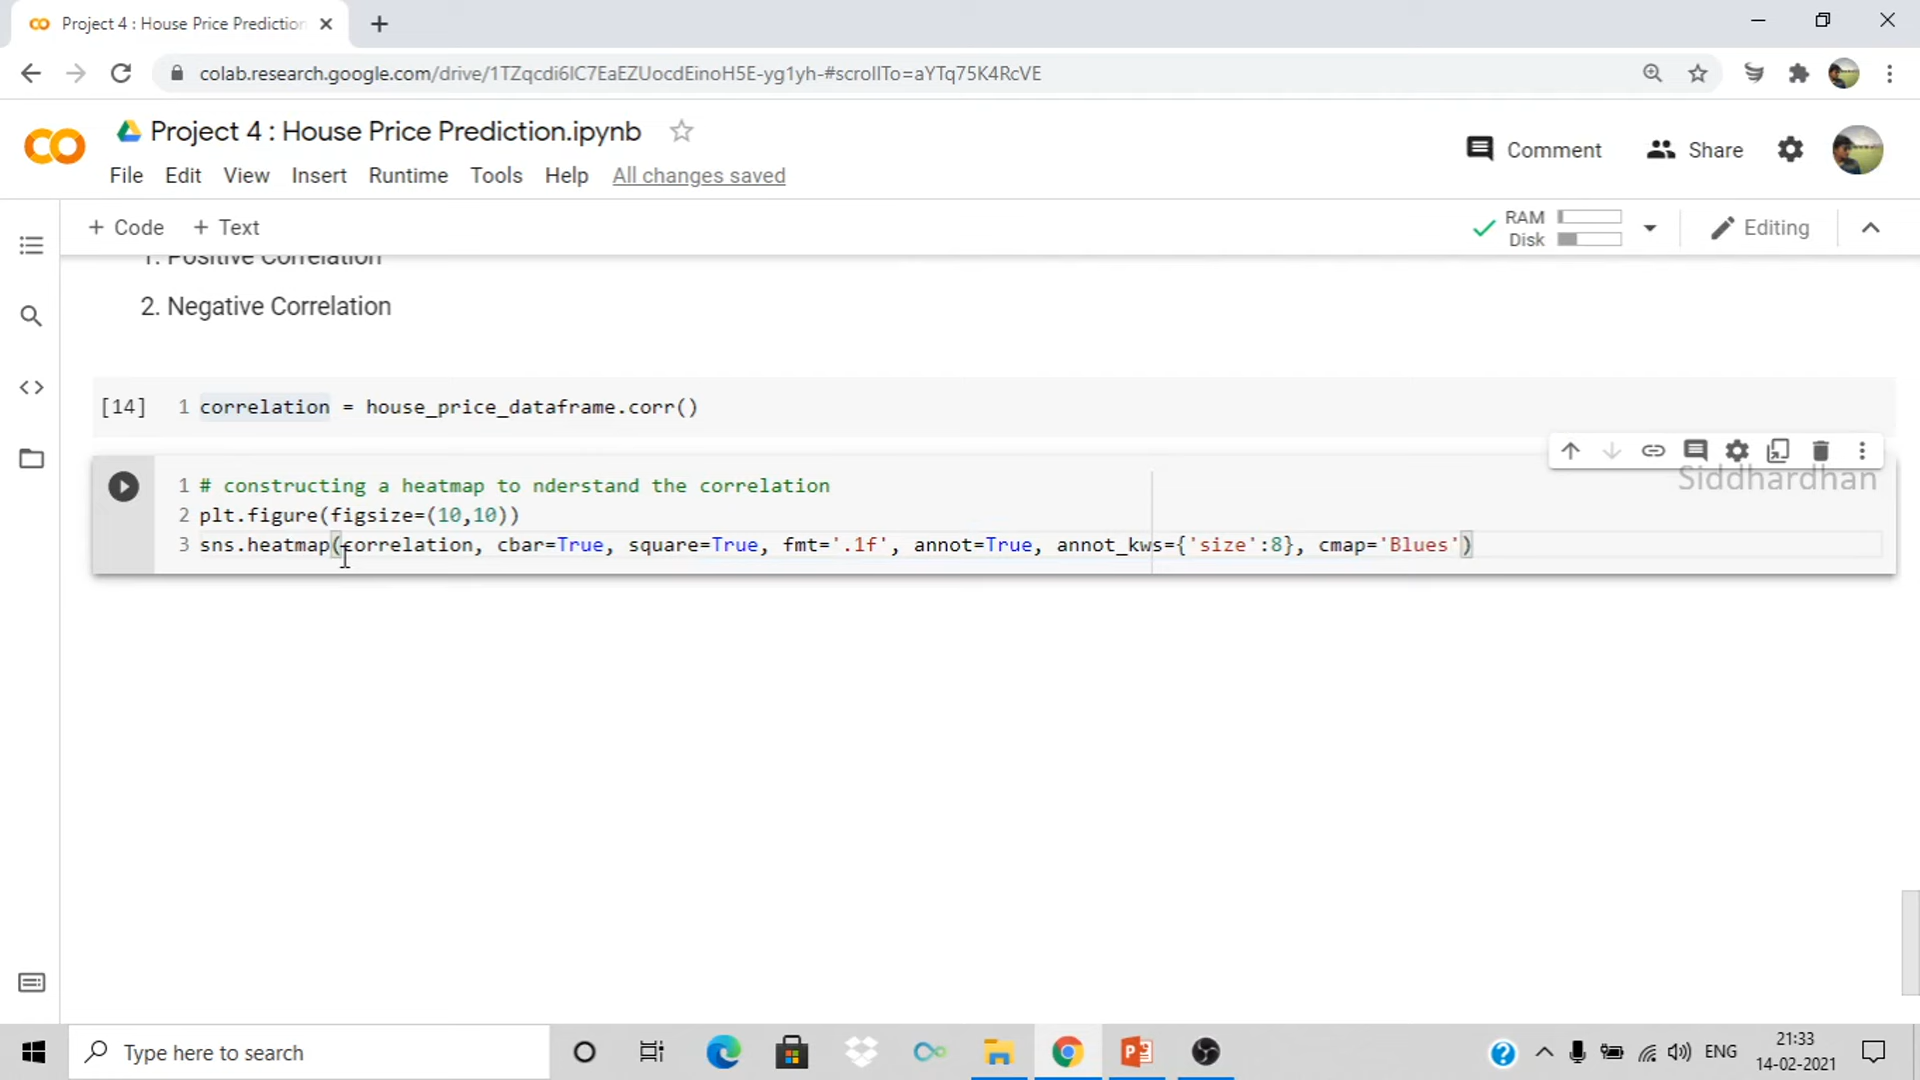 Project 4 : House Price Prediction
colab.research.google.com/drive/1TZqcdi6IC7EaEZUocdEinoH5E-yg1yh-#scrollTo=aYTq75K4RcVE
Project 4 : House Price Prediction.ipynb
Comment
Share
File Edit View Insert Runtime Tools Help All changes saved
+ Code + Text
RAM
Disk
Editing
1. Positive Correlation
2. Negative Correlation
[14] 1 correlation = house_price_dataframe.corr()
Siddhardhan
1 # constructing a heatmap to nderstand the correlation
2 plt.figure(figsize=(10,10))
3 sns.heatmap(correlation, cbar=True, square=True, fmt='.1f', annot=True, annot_kws={'size':8}, cmap='Blues')
Type here to search
ENG
21:33
14-02-2021